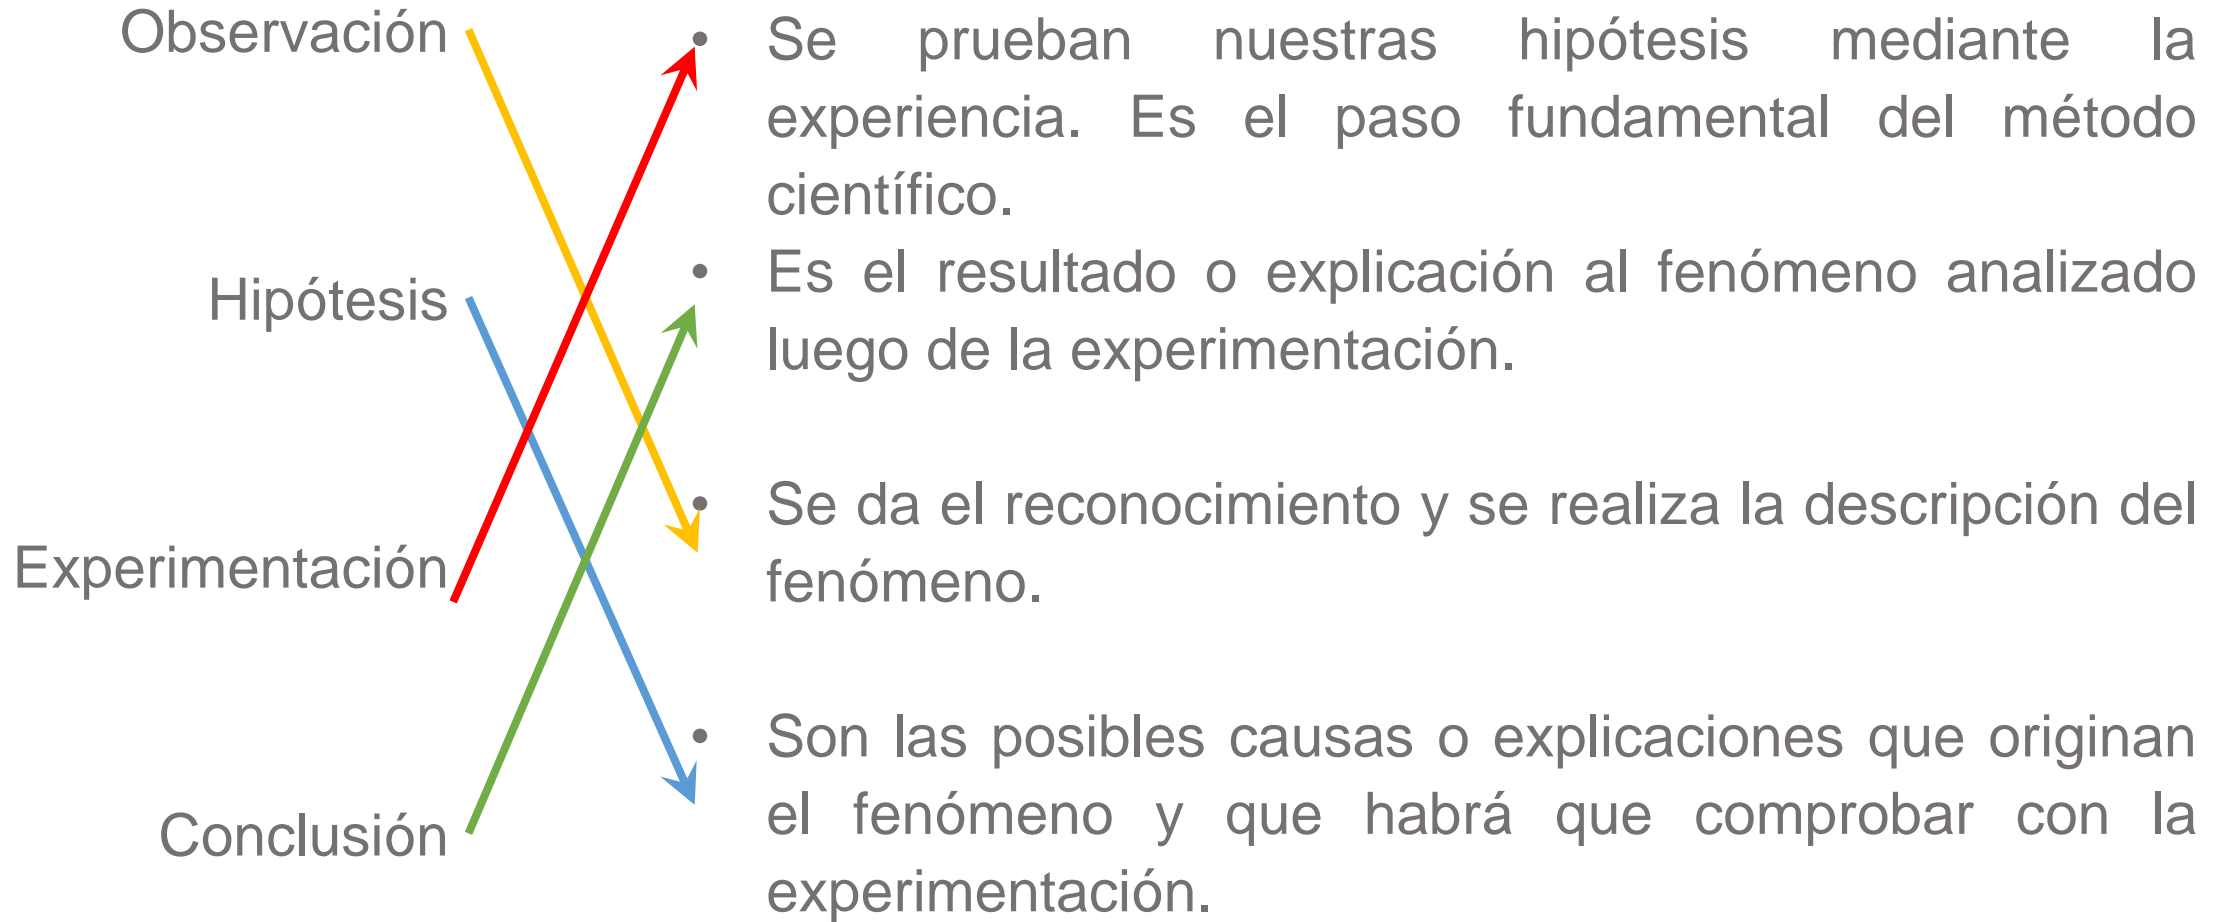 Observación
Hipótesis
Experimentación
Conclusión
• Se prueban nuestras hipótesis mediante la
experiencia. Es el paso fundamental del método
científico.
• Es el resultado o explicación al fenómeno analizado
luego de la experimentación.
• Se da el reconocimiento y se realiza la descripción del
fenómeno.
• Son las posibles causas o explicaciones que originan
el fenómeno y que habrá que comprobar con la
experimentación.